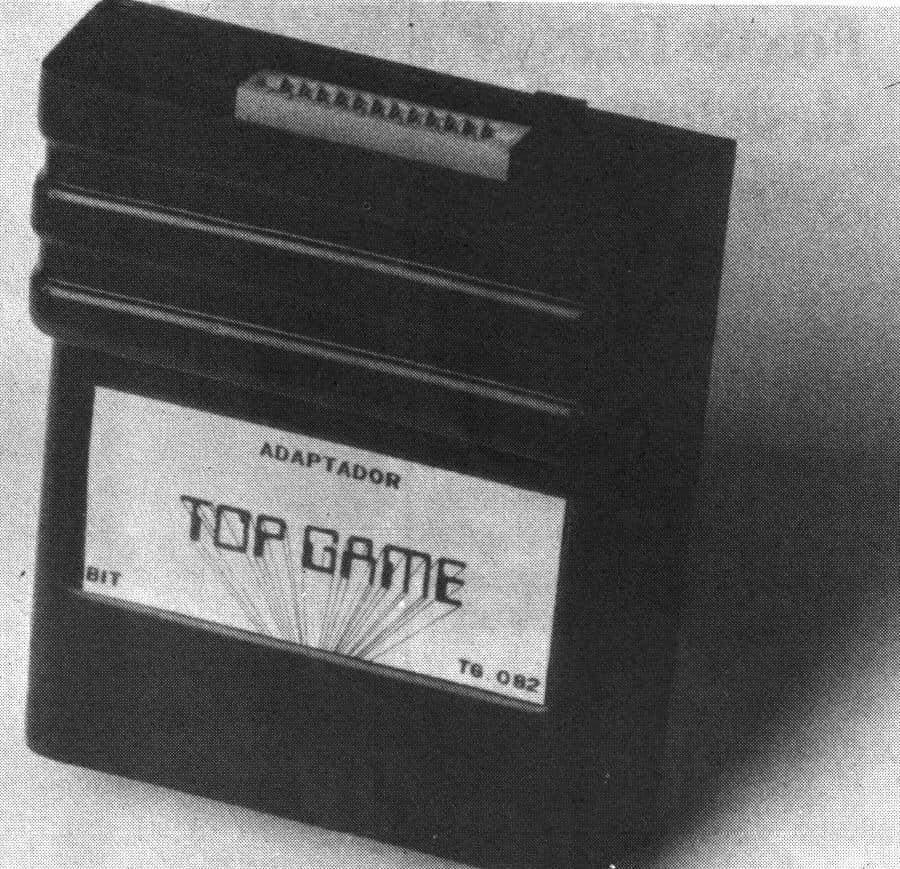 ADAPTADOR
TOP GAME
BIT
TG 082